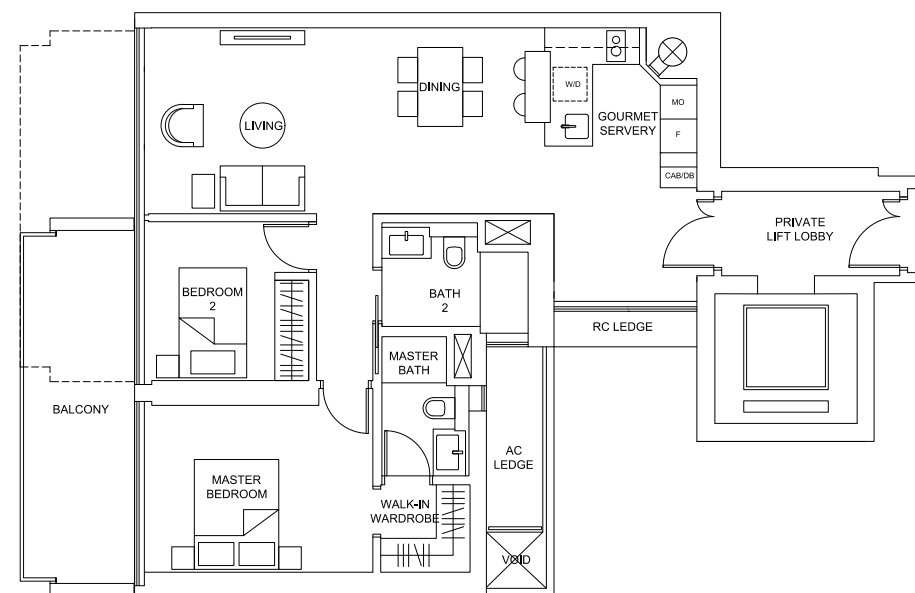 W/D
MO
DINING
GOURMET
SERVERY
LIVING
F
CAB/DB
PRIVATE
LIFT LOBBY
BEDROOM
2
BATH
2
RC LEDGE
MASTER
BATH
BALCONY
AC
LEDGE
MASTER
BEDROOM
WALK-IN
WARDROBE
VOID